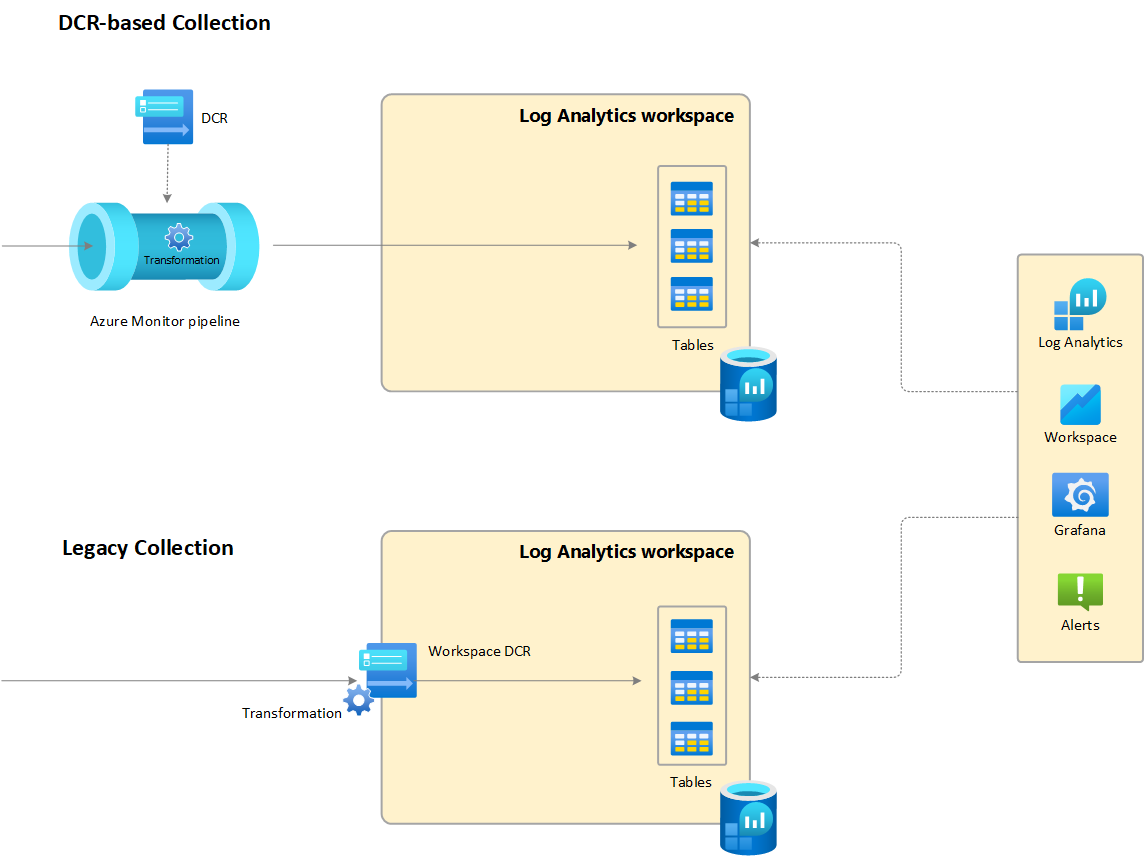 DCR-based Collection
DCR
Transformation
Azure Monitor pipeline
Log Analytics workspace
Tables
Log Analytics
Workspace
Grafana
Alerts
Legacy Collection
Log Analytics workspace
Workspace DCR
Transformation
Tables